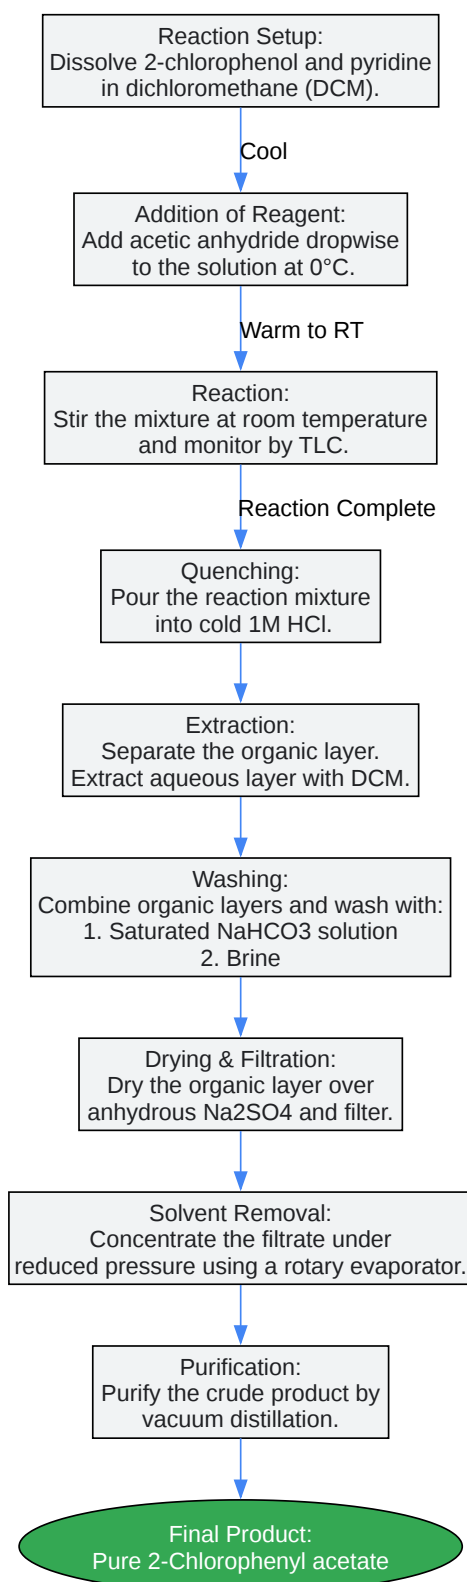 Reaction Setup:
Dissolve 2-chlorophenol and pyridine
in dichloromethane (DCM).
Cool
Addition of Reagent:
Add acetic anhydride dropwise
to the solution at 0°C.
Warm to RT
Reaction:
Stir the mixture at room temperature
and monitor by TLC.
Reaction Complete
Quenching:
Pour the reaction mixture
into cold 1M HCl.
Extraction:
Separate the organic layer.
Extract aqueous layer with DCM.
Washing:
Combine organic layers and wash with:
1. Saturated NaHCO3 solution
2. Brine
Drying & Filtration:
Dry the organic layer over
anhydrous Na2SO4 and filter.
Solvent Removal:
Concentrate the filtrate under
reduced pressure using a rotary evaporator.
Purification:
Purify the crude product by
vacuum distillation.
Final Product:
Pure 2-Chlorophenyl acetate